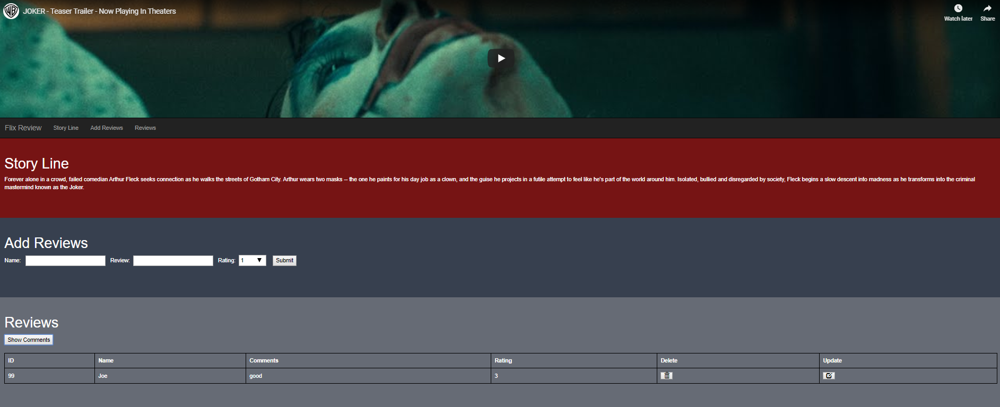 JOKER - Teaser Trailer - Now Playing In Theaters
Watch later
Share
Flix Review
Story Line
Add Reviews
Reviews
Story Line
Forever alone in a crowd, failed comedian Arthur Fleck seeks connection as he walks the streets of Gotham City. Arthur wears two masks -- the one he paints for his day job as a clown, and the guise he projects in a futile attempt to feel like he's part of the world around him. Isolated, bullied and disregarded by society, Fleck begins a slow descent into madness as he transforms into the criminal
mastermind known as the Joker.
Add Reviews
Name: Review: Rating: 1 Submit
Reviews
Show Comments
ID Name Comments Rating Delete Update
99 Joe good 3